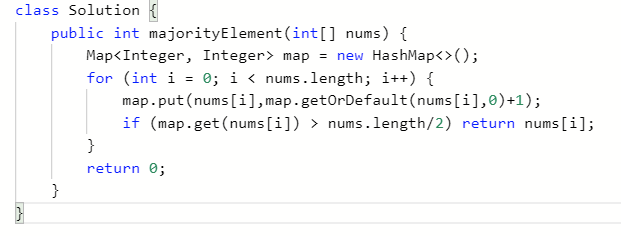 class Solution {
    public int majorityElement(int[] nums) {
        Map<Integer, Integer> map = new HashMap<>();
        for (int i = 0; i < nums.length; i++) {
            map.put(nums[i],map.getOrDefault(nums[i],0)+1);
            if (map.get(nums[i]) > nums.length/2) return nums[i];
        }
        return 0;
    }
}